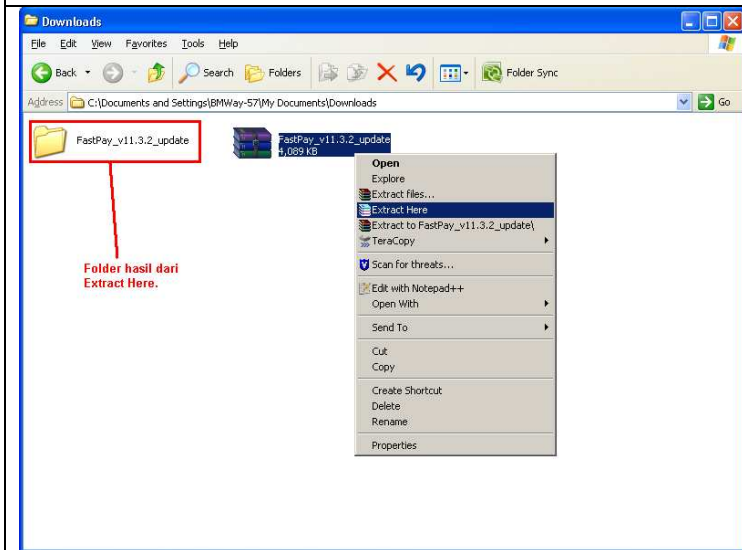 Downloads
File Edit View Favorites Tools Help
Back Search Folders Folder Sync
Address C:\Documents and Settings\BMWay-57\My Documents\Downloads Go
FastPay_v11.3.2_update
FastPay_v11.3.2_update
4,089 KB
Open
Explore
Extract files...
Extract Here
Extract to FastPay_v11.3.2_update\
TeraCopy
Scan for threats...
Edit with Notepad++
Open With
Send To
Cut
Copy
Create Shortcut
Delete
Rename
Properties
Folder hasil dari
Extract Here.